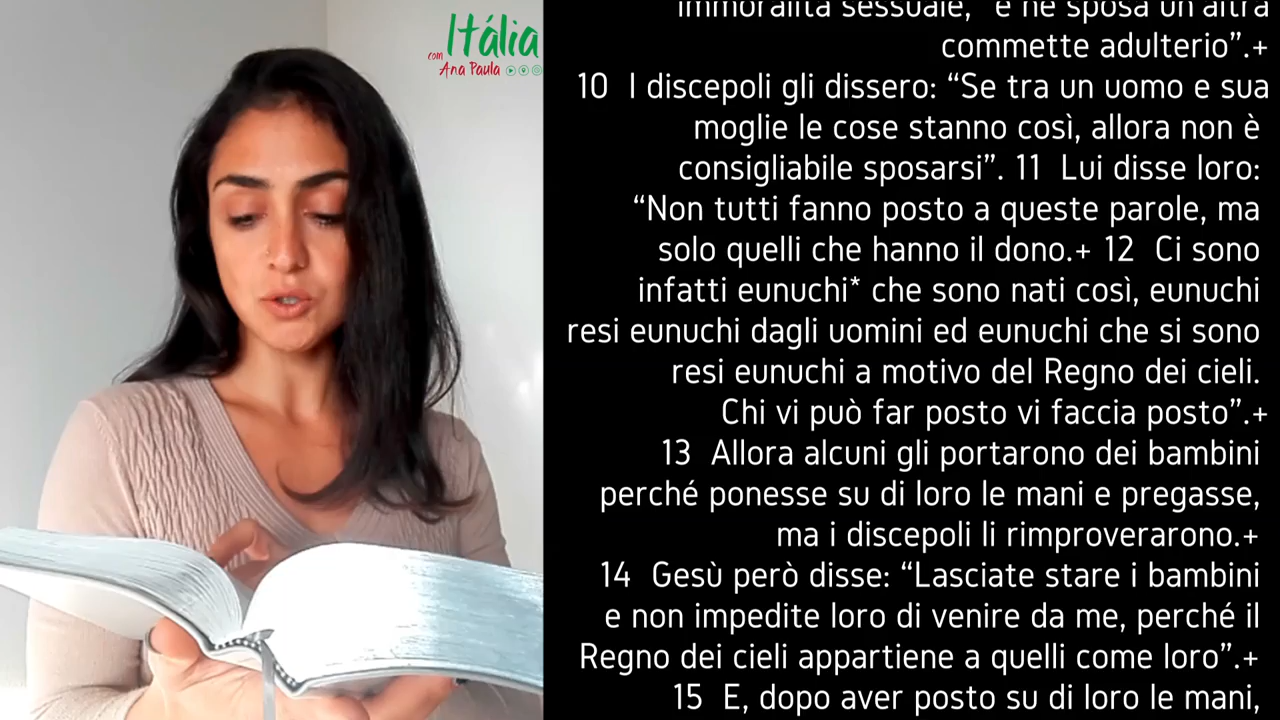 Itália
com
Ana Paula
immoralità sessuale,* e ne sposa un'altra
commette adulterio”.+
10 I discepoli gli dissero: “Se tra un uomo e sua
moglie le cose stanno così, allora non è
consigliabile sposarsi”. 11 Lui disse loro:
“Non tutti fanno posto a queste parole, ma
solo quelli che hanno il dono.+ 12 Ci sono
infatti eunuchi* che sono nati così, eunuchi
resi eunuchi dagli uomini ed eunuchi che si sono
resi eunuchi a motivo del Regno dei cieli.
Chi vi può far posto vi faccia posto”.+
13 Allora alcuni gli portarono dei bambini
perché ponesse su di loro le mani e pregasse,
ma i discepoli li rimproverarono.+
14 Gesù però disse: “Lasciate stare i bambini
e non impedite loro di venire da me, perché il
Regno dei cieli appartiene a quelli come loro”.+
15 E, dopo aver posto su di loro le mani,